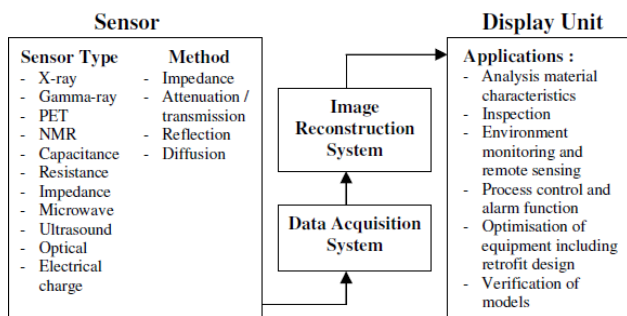 Sensor
Sensor Type
- X-ray
- Gamma-ray
- PET
- NMR
- Capacitance
- Resistance
- Impedance
- Microwave
- Ultrasound
- Optical
- Electrical
charge
Method
- Impedance
- Attenuation /
transmission
- Reflection
- Diffusion
Image
Reconstruction
System
Data Acquisition
System
Display Unit
Applications :
- Analysis material
characteristics
- Inspection
- Environment
monitoring and
remote sensing
- Process control and
alarm function
- Optimisation of
equipment including
retrofit design
- Verification of
models